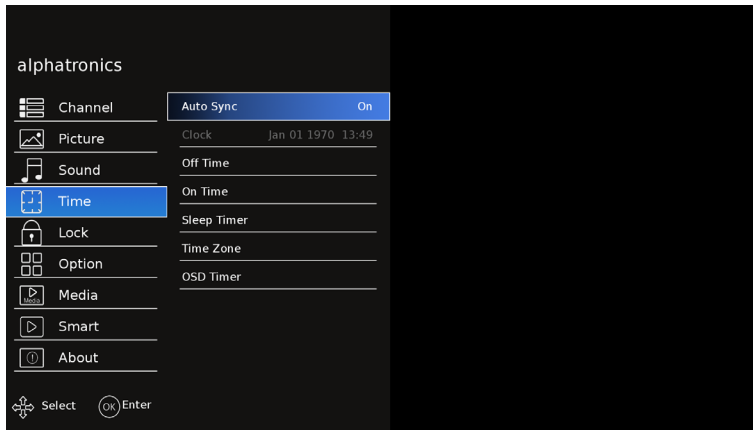 alphatronics
Channel
Picture
Sound
Time
Lock
Option
Media
Media
Smart
About
Auto Sync On
Clock Jan 01 1970 13:49
Off Time
On Time
Sleep Timer
Time Zone
OSD Timer
Select OK Enter